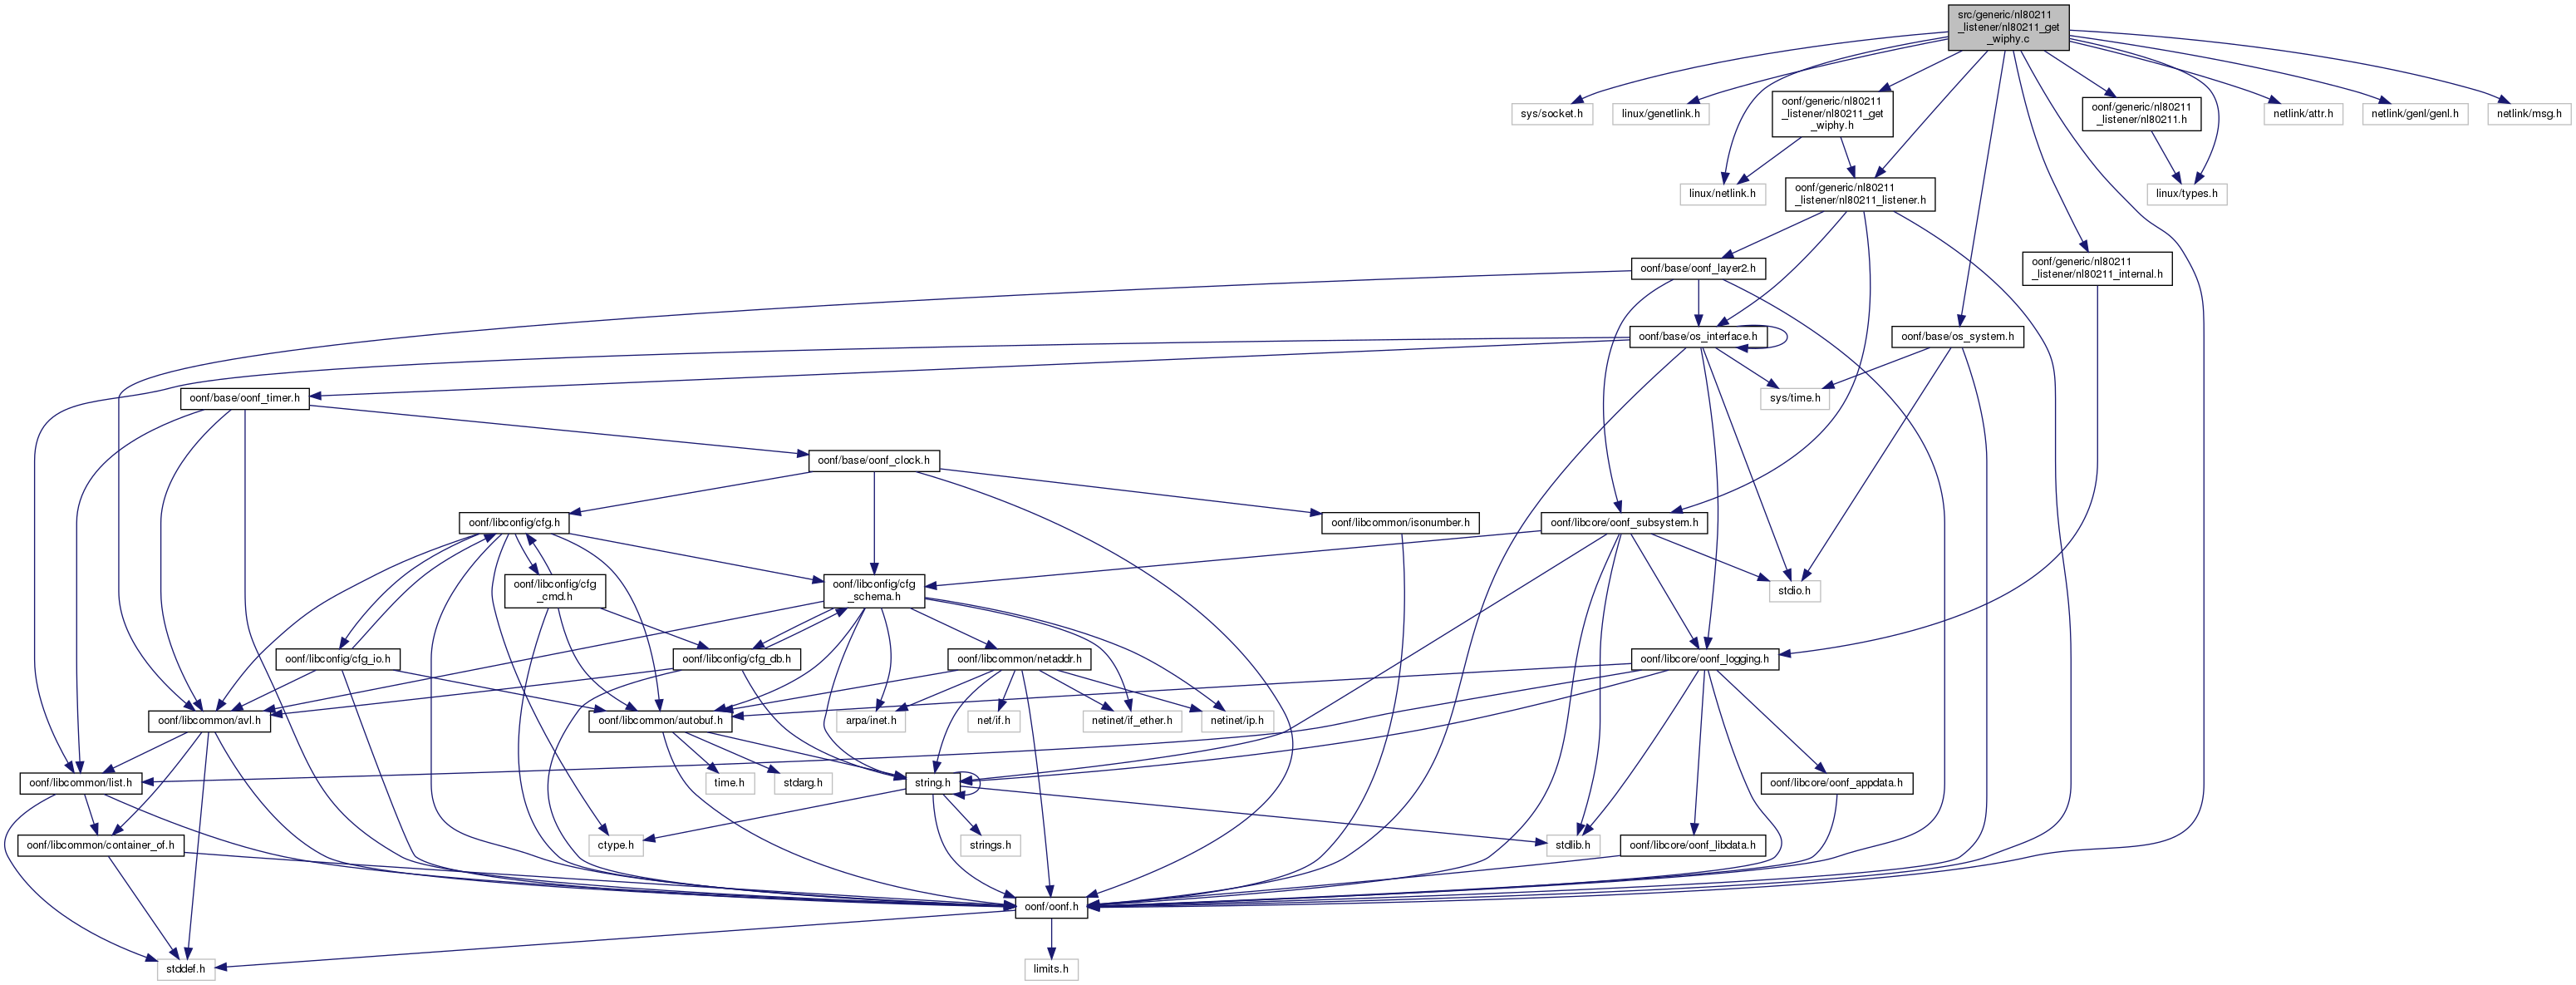 src/generic/nl80211
_listener/nl80211_get
_wiphy.c
sys/socket.h
linux/genetlink.h
oonf/generic/nl80211
_listener/nl80211_get
_wiphy.h
oonf/generic/nl80211
_listener/nl80211.h
netlink/attr.h
netlink/genl/genl.h
netlink/msg.h
linux/netlink.h
oonf/generic/nl80211
_listener/nl80211_listener.h
linux/types.h
oonf/base/oonf_layer2.h
oonf/generic/nl80211
_listener/nl80211_internal.h
oonf/base/os_interface.h
oonf/base/os_system.h
oonf/base/oonf_timer.h
sys/time.h
oonf/base/oonf_clock.h
oonf/libconfig/cfg.h
oonf/libcommon/isonumber.h
oonf/libcore/oonf_subsystem.h
oonf/libconfig/cfg
_cmd.h
oonf/libconfig/cfg
_schema.h
stdio.h
oonf/libconfig/cfg_io.h
oonf/libconfig/cfg_db.h
oonf/libcommon/netaddr.h
oonf/libcore/oonf_logging.h
oonf/libcommon/avl.h
oonf/libcommon/autobuf.h
arpa/inet.h
net/if.h
netinet/if_ether.h
netinet/ip.h
oonf/libcommon/list.h
time.h
stdarg.h
string.h
oonf/libcore/oonf_appdata.h
oonf/libcommon/container_of.h
ctype.h
strings.h
stdlib.h
oonf/libcore/oonf_libdata.h
oonf/oonf.h
stddef.h
limits.h